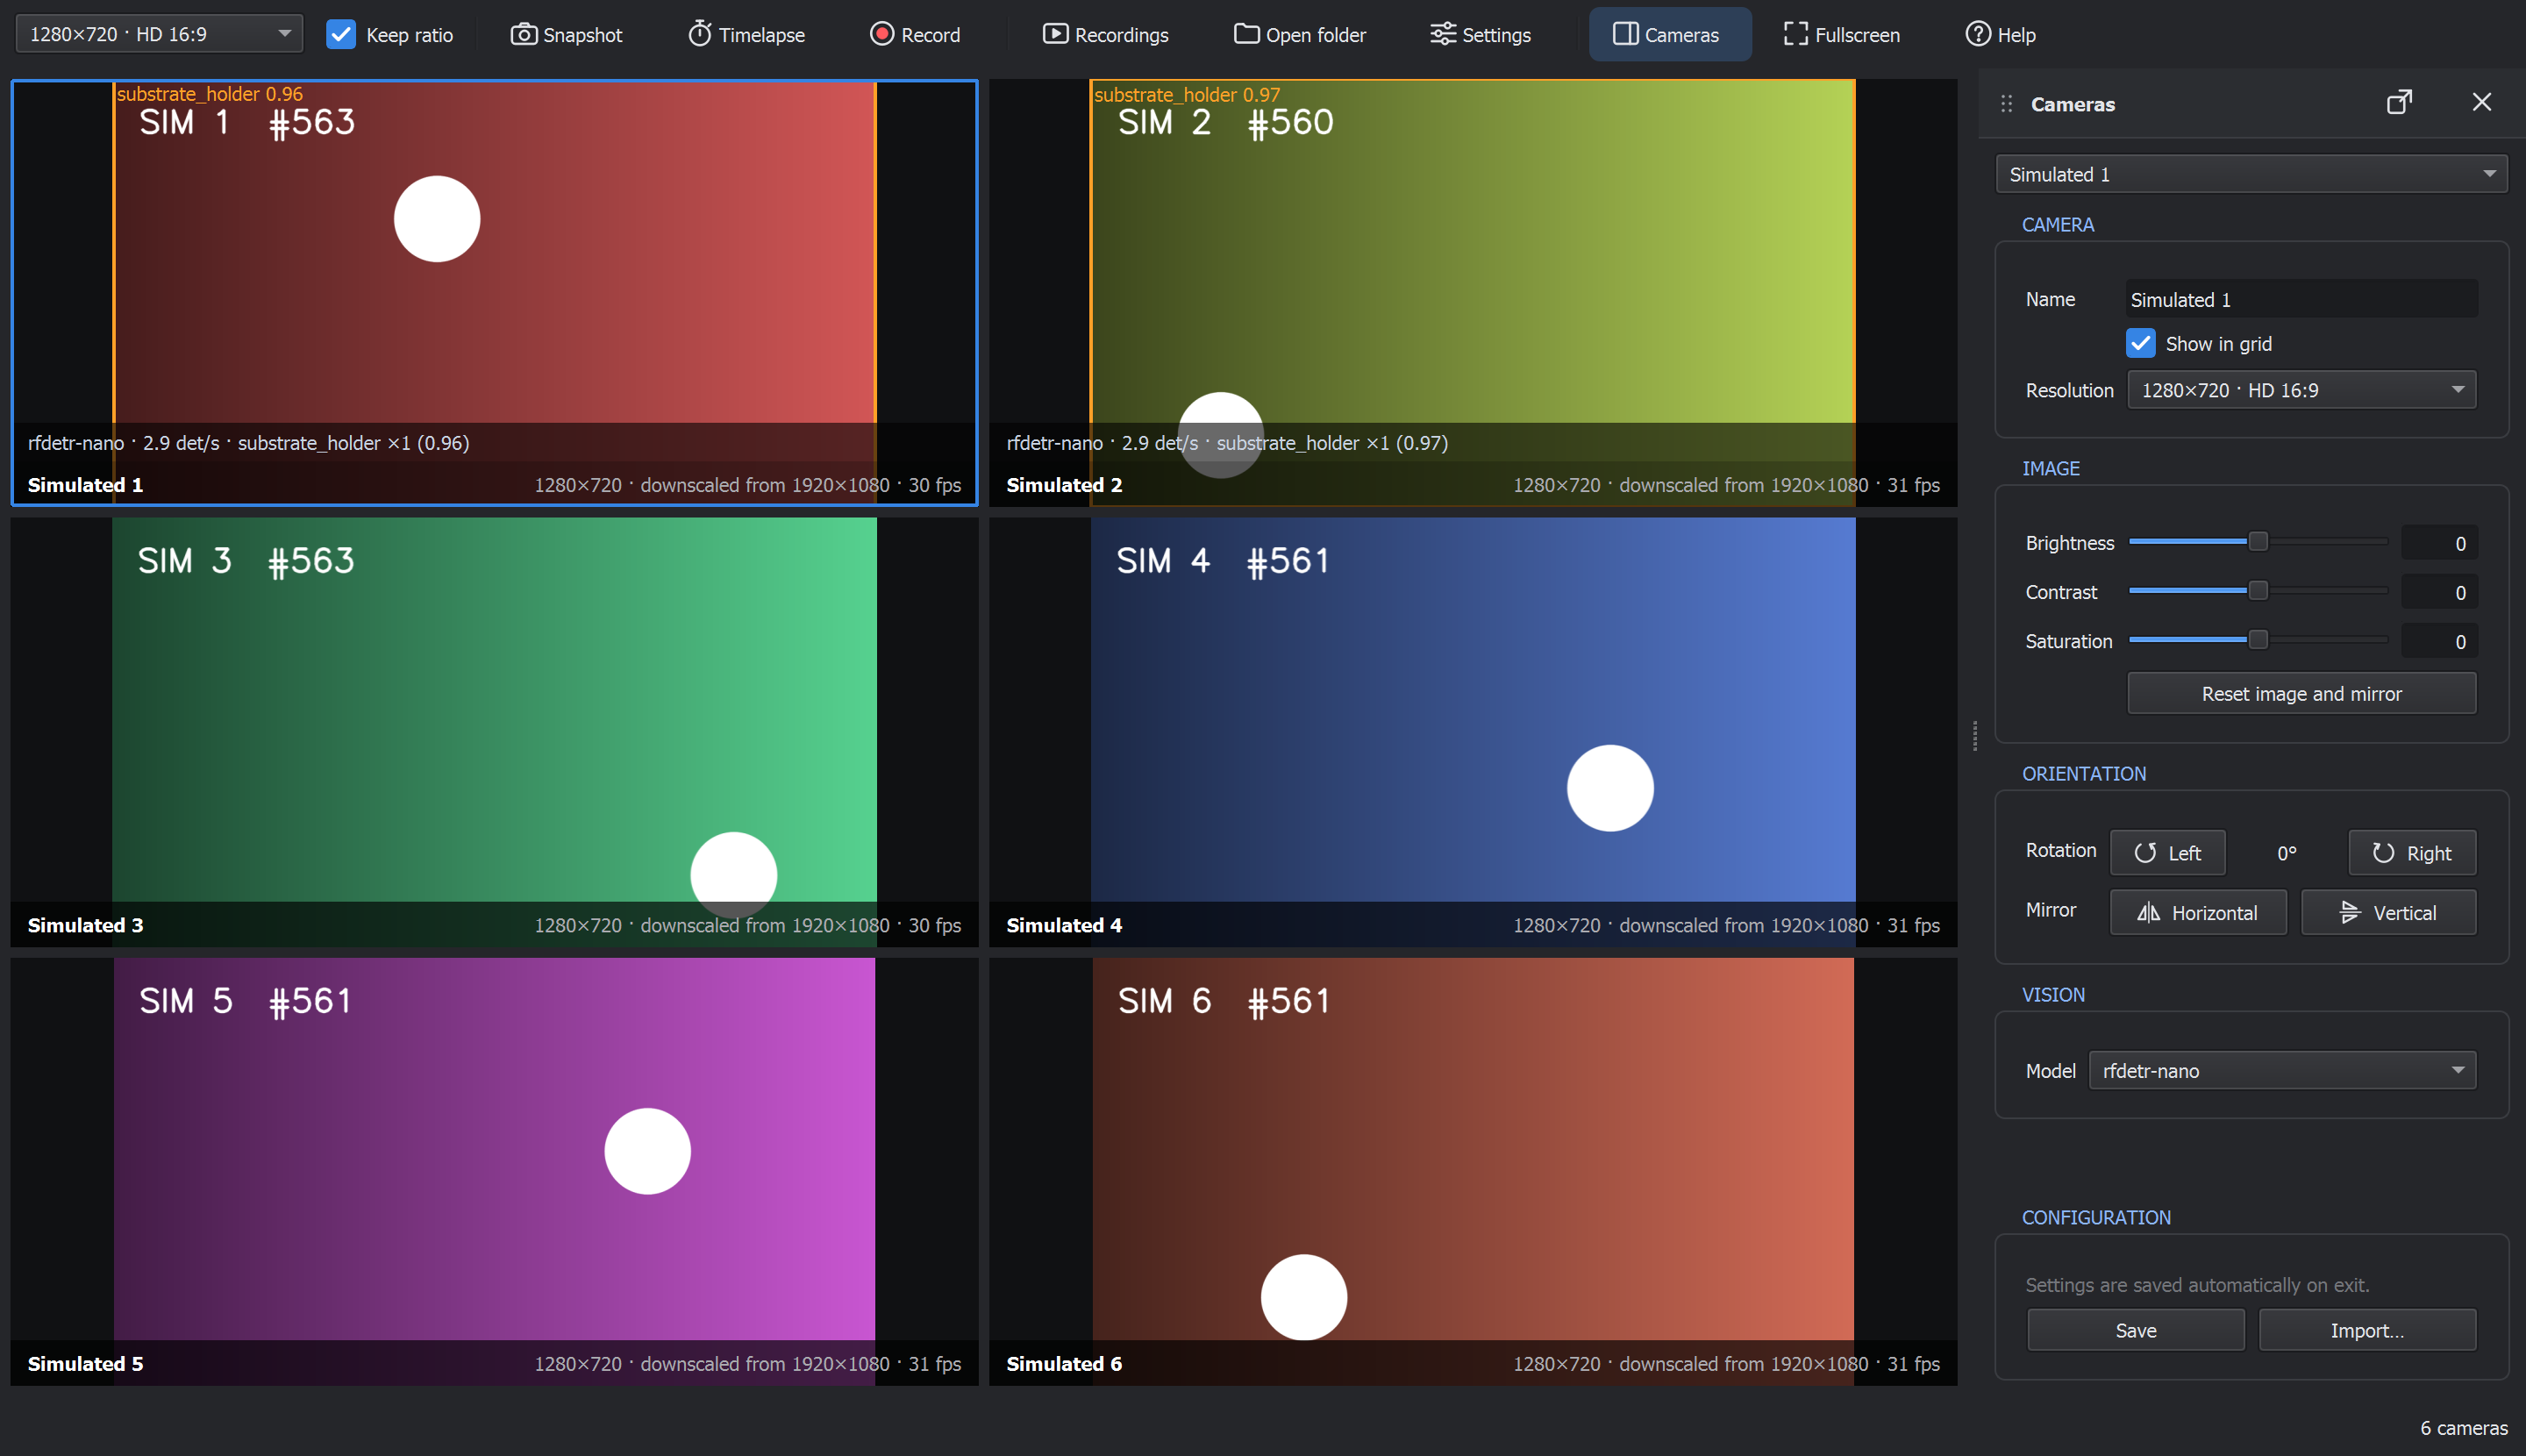 1280×720 · HD 16:9 Keep ratio Snapshot Timelapse Record Recordings Open folder Settings Cameras Fullscreen Help
substrate_holder 0.96
SIM 1 #563
rfdetr-nano · 2.9 det/s · substrate_holder ×1 (0.96)
Simulated 1 1280×720 · downscaled from 1920×1080 · 30 fps
substrate_holder 0.97
SIM 2 #560
rfdetr-nano · 2.9 det/s · substrate_holder ×1 (0.97)
Simulated 2 1280×720 · downscaled from 1920×1080 · 31 fps
SIM 3 #563
Simulated 3 1280×720 · downscaled from 1920×1080 · 30 fps
SIM 4 #561
Simulated 4 1280×720 · downscaled from 1920×1080 · 31 fps
SIM 5 #561
Simulated 5 1280×720 · downscaled from 1920×1080 · 31 fps
SIM 6 #561
Simulated 6 1280×720 · downscaled from 1920×1080 · 31 fps
Cameras
Simulated 1
CAMERA
Name Simulated 1
Show in grid
Resolution 1280×720 · HD 16:9
IMAGE
Brightness 0
Contrast 0
Saturation 0
Reset image and mirror
ORIENTATION
Rotation Left 0° Right
Mirror Horizontal Vertical
VISION
Model rfdetr-nano
CONFIGURATION
Settings are saved automatically on exit.
Save Import...
6 cameras